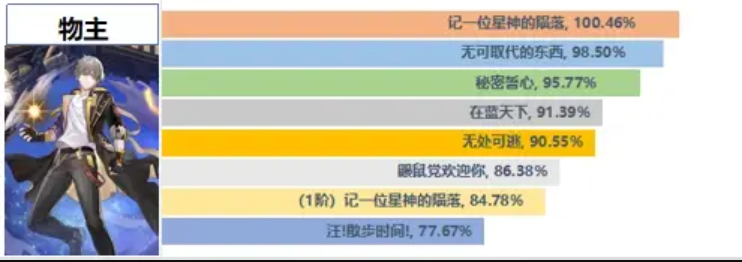 物主
记一位星神的陨落, 100.46%
无可取代的东西, 98.50%
秘密誓心, 95.77%
在蓝天下, 91.39%
无处可逃, 90.55%
鼹鼠党欢迎你, 86.38%
（1阶）记一位星神的陨落, 84.78%
汪!散步时间!, 77.67%